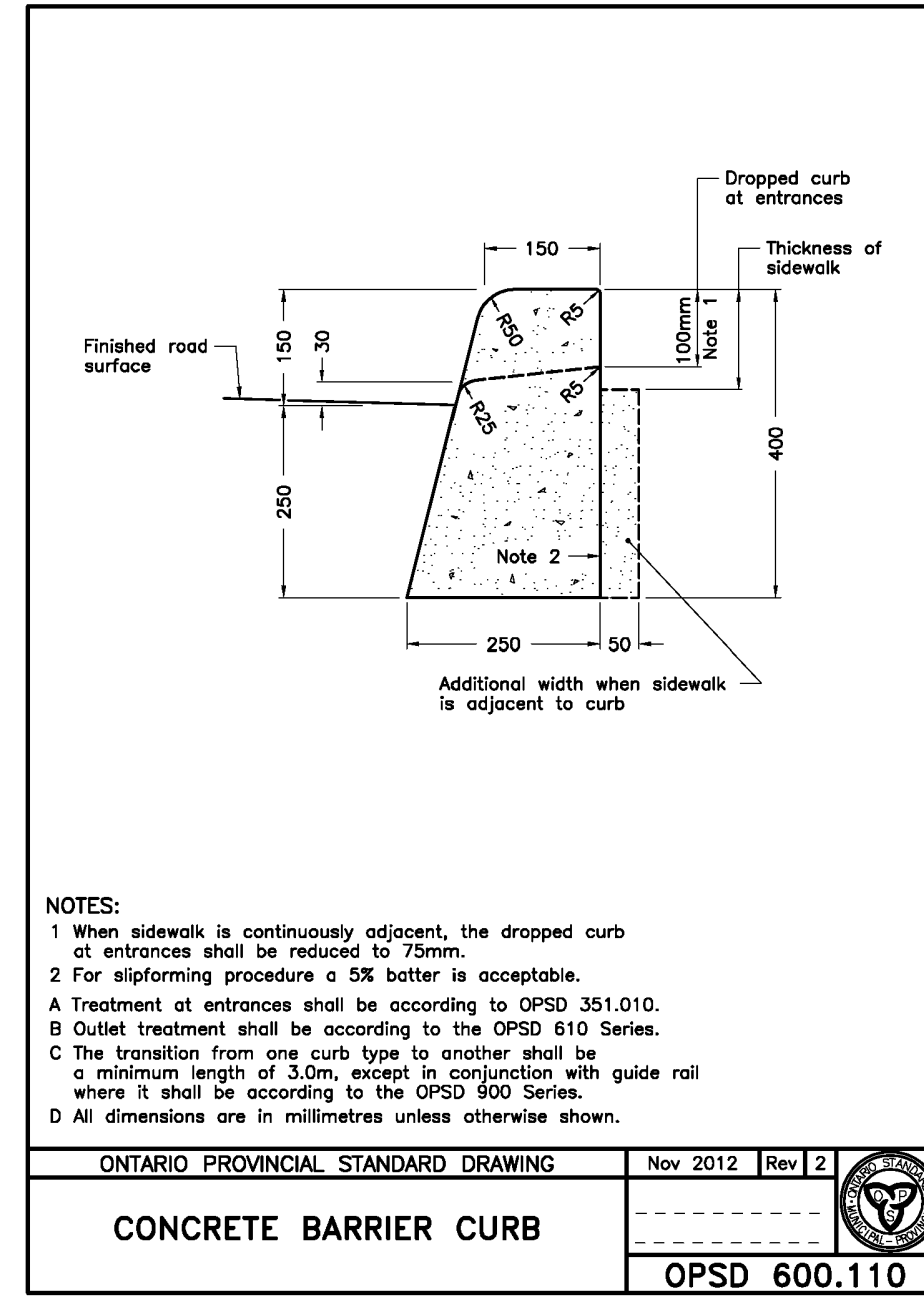 Dropped curb
at entrances
150
Thickness of
sidewalk
R50
R5
100mm
Note 1
Finished road
surface
150
30
R5
R25
400
250
Note 2
250
50
Additional width when sidewalk
is adjacent to curb
NOTES:
1 When sidewalk is continuously adjacent, the dropped curb
at entrances shall be reduced to 75mm.
2 For slipforming procedure a 5% batter is acceptable.
A Treatment at entrances shall be according to OPSD 351.010.
B Outlet treatment shall be according to the OPSD 610 Series.
C The transition from one curb type to another shall be
a minimum length of 3.0m, except in conjunction with guide rail
where it shall be according to the OPSD 900 Series.
D All dimensions are in millimetres unless otherwise shown.
ONTARIO PROVINCIAL STANDARD DRAWING
Nov 2012 Rev 2
CONCRETE BARRIER CURB
OPSD 600.110
OPS